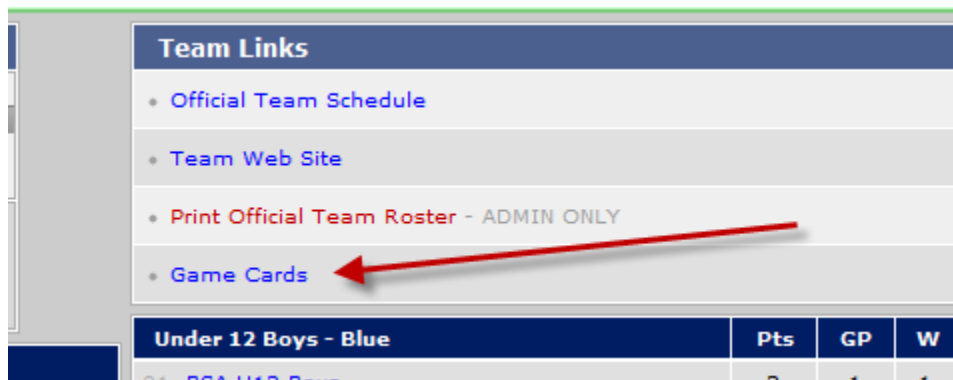 Team Links
Official Team Schedule
Team Web Site
Print Official Team Roster - ADMIN ONLY
Game Cards
Under 12 Boys - Blue Pts GP W